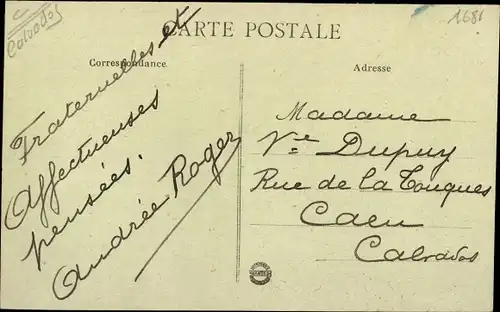 C
Calvados
1681
CARTE POSTALE
Correspondance
Adresse
Fraternelles et
Affectueuses
pensées.
Andrée Roger
Madame
Vve Dupuy
Rue de la Touques
Caen
Calvados